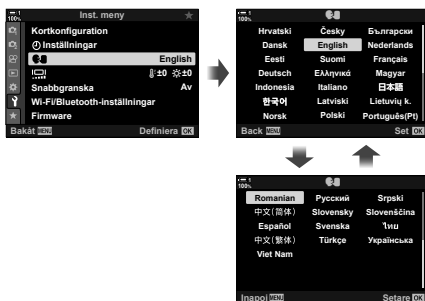 1
100%
Inst. meny
Kortkonfiguration
Inställningar
English
±0 ±0
Snabbgranska Av
Wi-Fi/Bluetooth-inställningar
Firmware
Bakåt MENU Definiera OK
1
100%
Hrvatski Česky Български
Dansk English Nederlands
Eesti Suomi Français
Deutsch Ελληνικά Magyar
Indonesia Italiano 日本語
한국어 Latviski Lietuvių k.
Norsk Polski Português(Pt)
Back MENU Set OK
1
100%
Romanian Русский Srpski
中文(简体) Slovensky Slovenščina
Español Svenska ไทย
中文(繁体) Türkçe Українська
Viet Nam
Inapoi MENU Setare OK